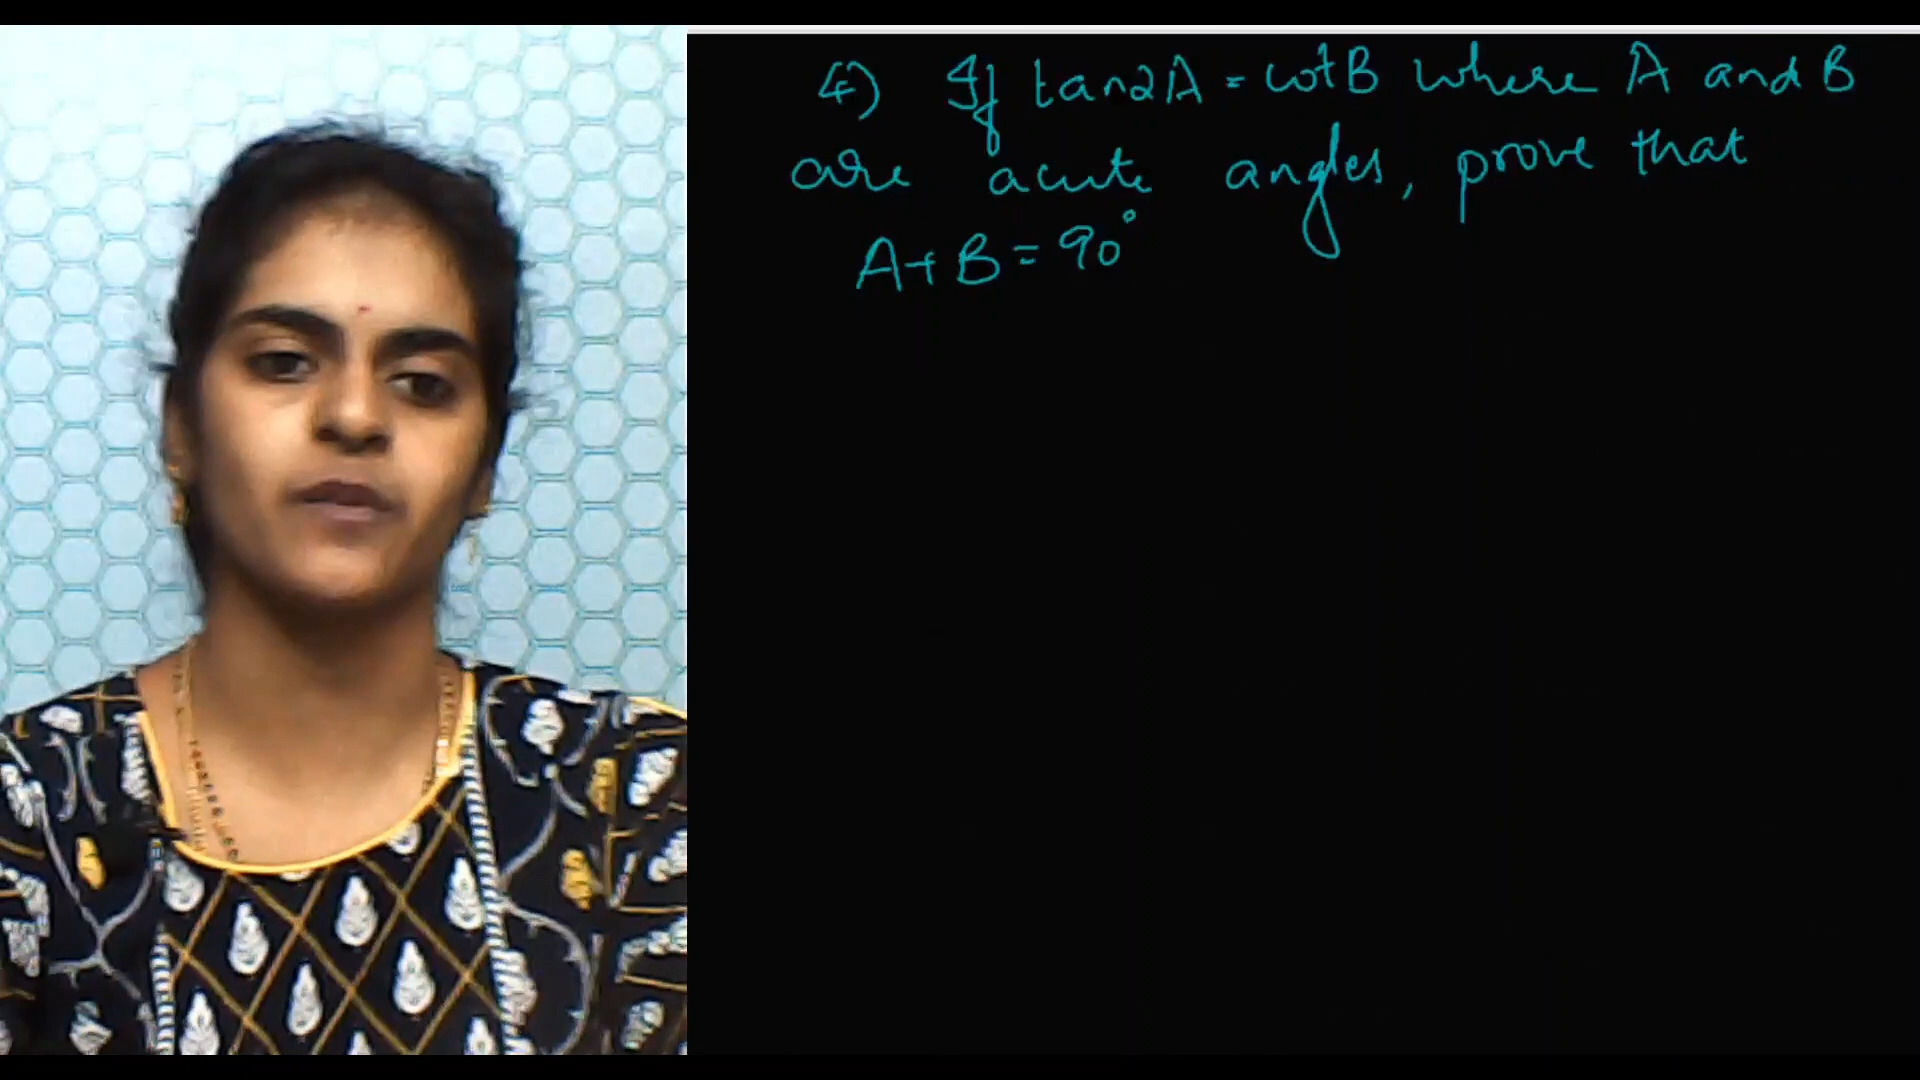 4) If tan2A = cotB where A and B
are acute angles, prove that
A+B=90°